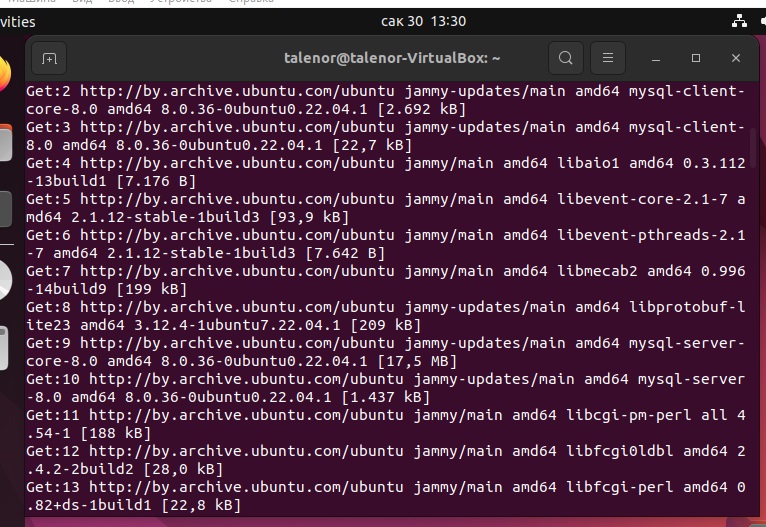 Машина Вид Ввод Устройства Справка
vities
сак 30 13:30
talenor@talenor-VirtualBox: ~
Get:2 http://by.archive.ubuntu.com/ubuntu jammy-updates/main amd64 mysql-client-
core-8.0 amd64 8.0.36-0ubuntu0.22.04.1 [2.692 kB]
Get:3 http://by.archive.ubuntu.com/ubuntu jammy-updates/main amd64 mysql-client-
8.0 amd64 8.0.36-0ubuntu0.22.04.1 [22,7 kB]
Get:4 http://by.archive.ubuntu.com/ubuntu jammy/main amd64 libaio1 amd64 0.3.112
-13build1 [7.176 B]
Get:5 http://by.archive.ubuntu.com/ubuntu jammy/main amd64 libevent-core-2.1-7 a
md64 2.1.12-stable-1build3 [93,9 kB]
Get:6 http://by.archive.ubuntu.com/ubuntu jammy/main amd64 libevent-pthreads-2.1
-7 amd64 2.1.12-stable-1build3 [7.642 B]
Get:7 http://by.archive.ubuntu.com/ubuntu jammy/main amd64 libmecab2 amd64 0.996
-14build9 [199 kB]
Get:8 http://by.archive.ubuntu.com/ubuntu jammy-updates/main amd64 libprotobuf-l
ite23 amd64 3.12.4-1ubuntu7.22.04.1 [209 kB]
Get:9 http://by.archive.ubuntu.com/ubuntu jammy-updates/main amd64 mysql-server-
core-8.0 amd64 8.0.36-0ubuntu0.22.04.1 [17,5 MB]
Get:10 http://by.archive.ubuntu.com/ubuntu jammy-updates/main amd64 mysql-server
-8.0 amd64 8.0.36-0ubuntu0.22.04.1 [1.437 kB]
Get:11 http://by.archive.ubuntu.com/ubuntu jammy/main amd64 libcgi-pm-perl all 4
.54-1 [188 kB]
Get:12 http://by.archive.ubuntu.com/ubuntu jammy/main amd64 libfcgi0ldbl amd64 2
.4.2-2build2 [28,0 kB]
Get:13 http://by.archive.ubuntu.com/ubuntu jammy/main amd64 libfcgi-perl amd64 0
.82+ds-1build1 [22,8 kB]